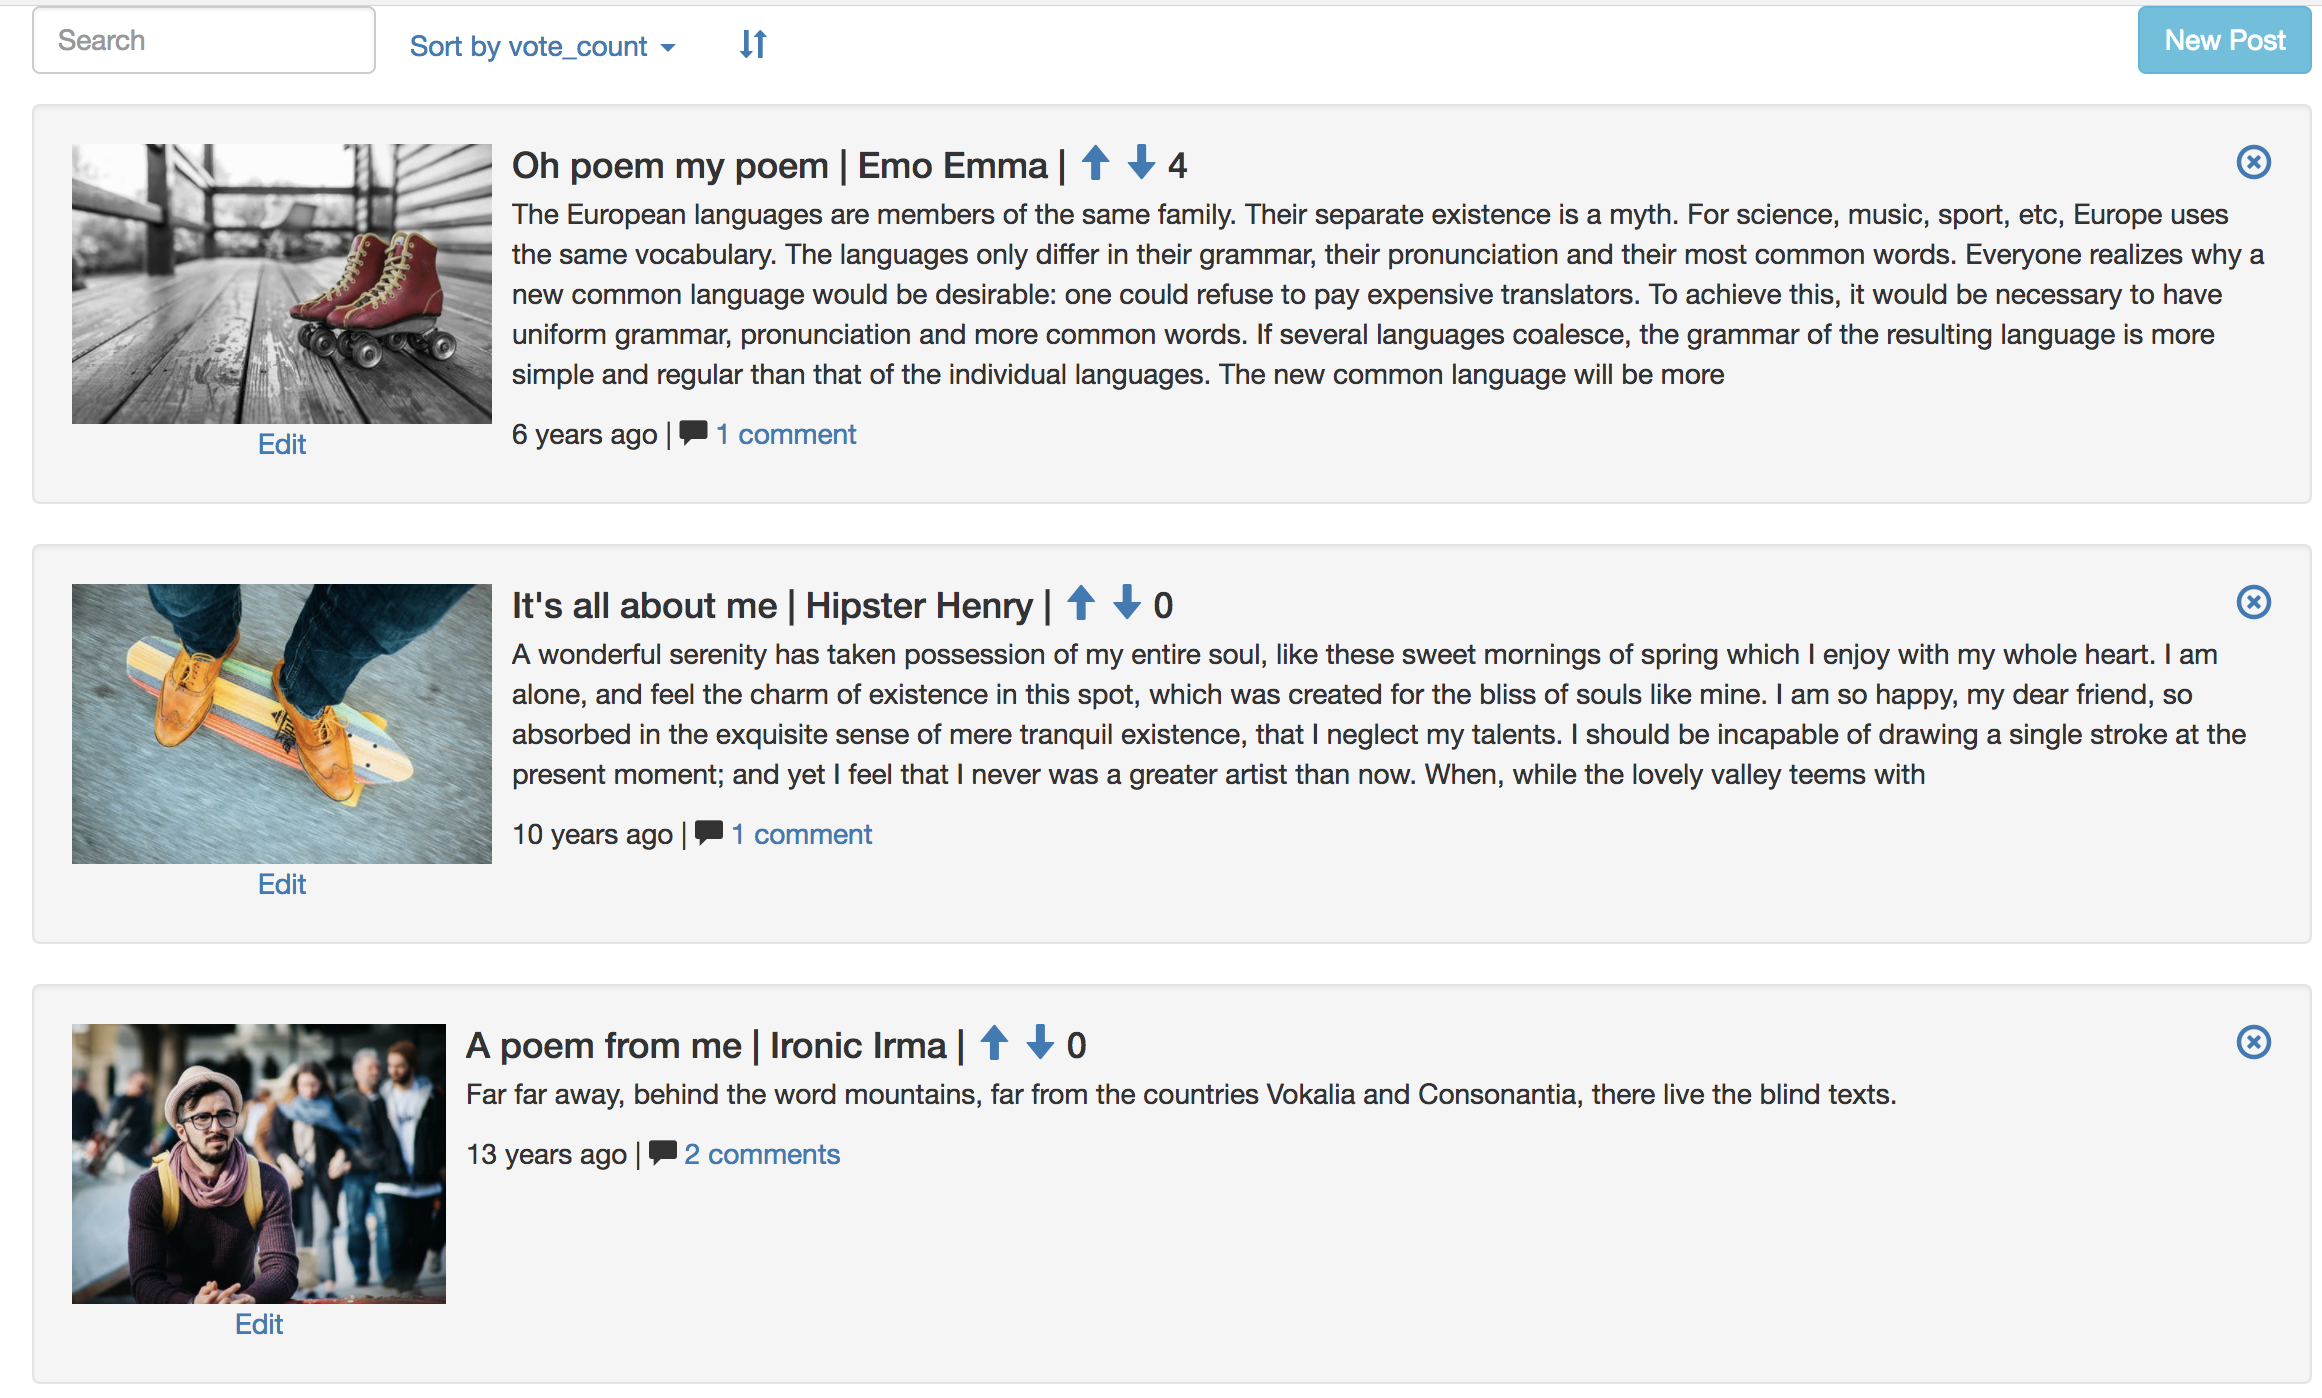 Search
Sort by vote_count
New Post
Oh poem my poem | Emo Emma | 4
The European languages are members of the same family. Their separate existence is a myth. For science, music, sport, etc, Europe uses
the same vocabulary. The languages only differ in their grammar, their pronunciation and their most common words. Everyone realizes why a
new common language would be desirable: one could refuse to pay expensive translators. To achieve this, it would be necessary to have
uniform grammar, pronunciation and more common words. If several languages coalesce, the grammar of the resulting language is more
simple and regular than that of the individual languages. The new common language will be more
6 years ago | 1 comment
Edit
It's all about me | Hipster Henry | 0
A wonderful serenity has taken possession of my entire soul, like these sweet mornings of spring which I enjoy with my whole heart. I am
alone, and feel the charm of existence in this spot, which was created for the bliss of souls like mine. I am so happy, my dear friend, so
absorbed in the exquisite sense of mere tranquil existence, that I neglect my talents. I should be incapable of drawing a single stroke at the
present moment; and yet I feel that I never was a greater artist than now. When, while the lovely valley teems with
10 years ago | 1 comment
Edit
A poem from me | Ironic Irma | 0
Far far away, behind the word mountains, far from the countries Vokalia and Consonantia, there live the blind texts.
13 years ago | 2 comments
Edit